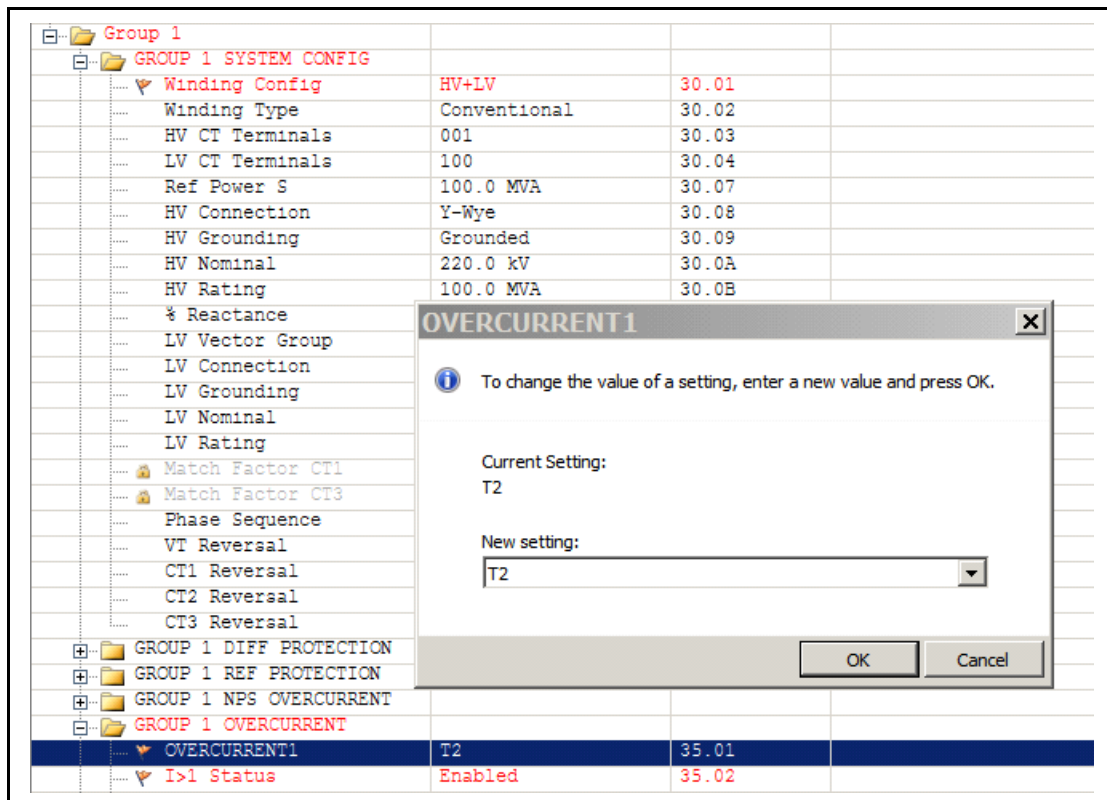 Group 1
GROUP 1 SYSTEM CONFIG
Winding Config HV+LV 30.01
Winding Type Conventional 30.02
HV CT Terminals 001 30.03
LV CT Terminals 100 30.04
Ref Power S 100.0 MVA 30.07
HV Connection Y-Wye 30.08
HV Grounding Grounded 30.09
HV Nominal 220.0 kV 30.0A
HV Rating 100.0 MVA 30.0B
% Reactance
LV Vector Group
LV Connection
LV Grounding
LV Nominal
LV Rating
Match Factor CT1
Match Factor CT3
Phase Sequence
VT Reversal
CT1 Reversal
CT2 Reversal
CT3 Reversal
GROUP 1 DIFF PROTECTION
GROUP 1 REF PROTECTION
GROUP 1 NPS OVERCURRENT
GROUP 1 OVERCURRENT
OVERCURRENT1 T2 35.01
I>1 Status Enabled 35.02
OVERCURRENT1
To change the value of a setting, enter a new value and press OK.
Current Setting:
T2
New setting:
T2
OK Cancel